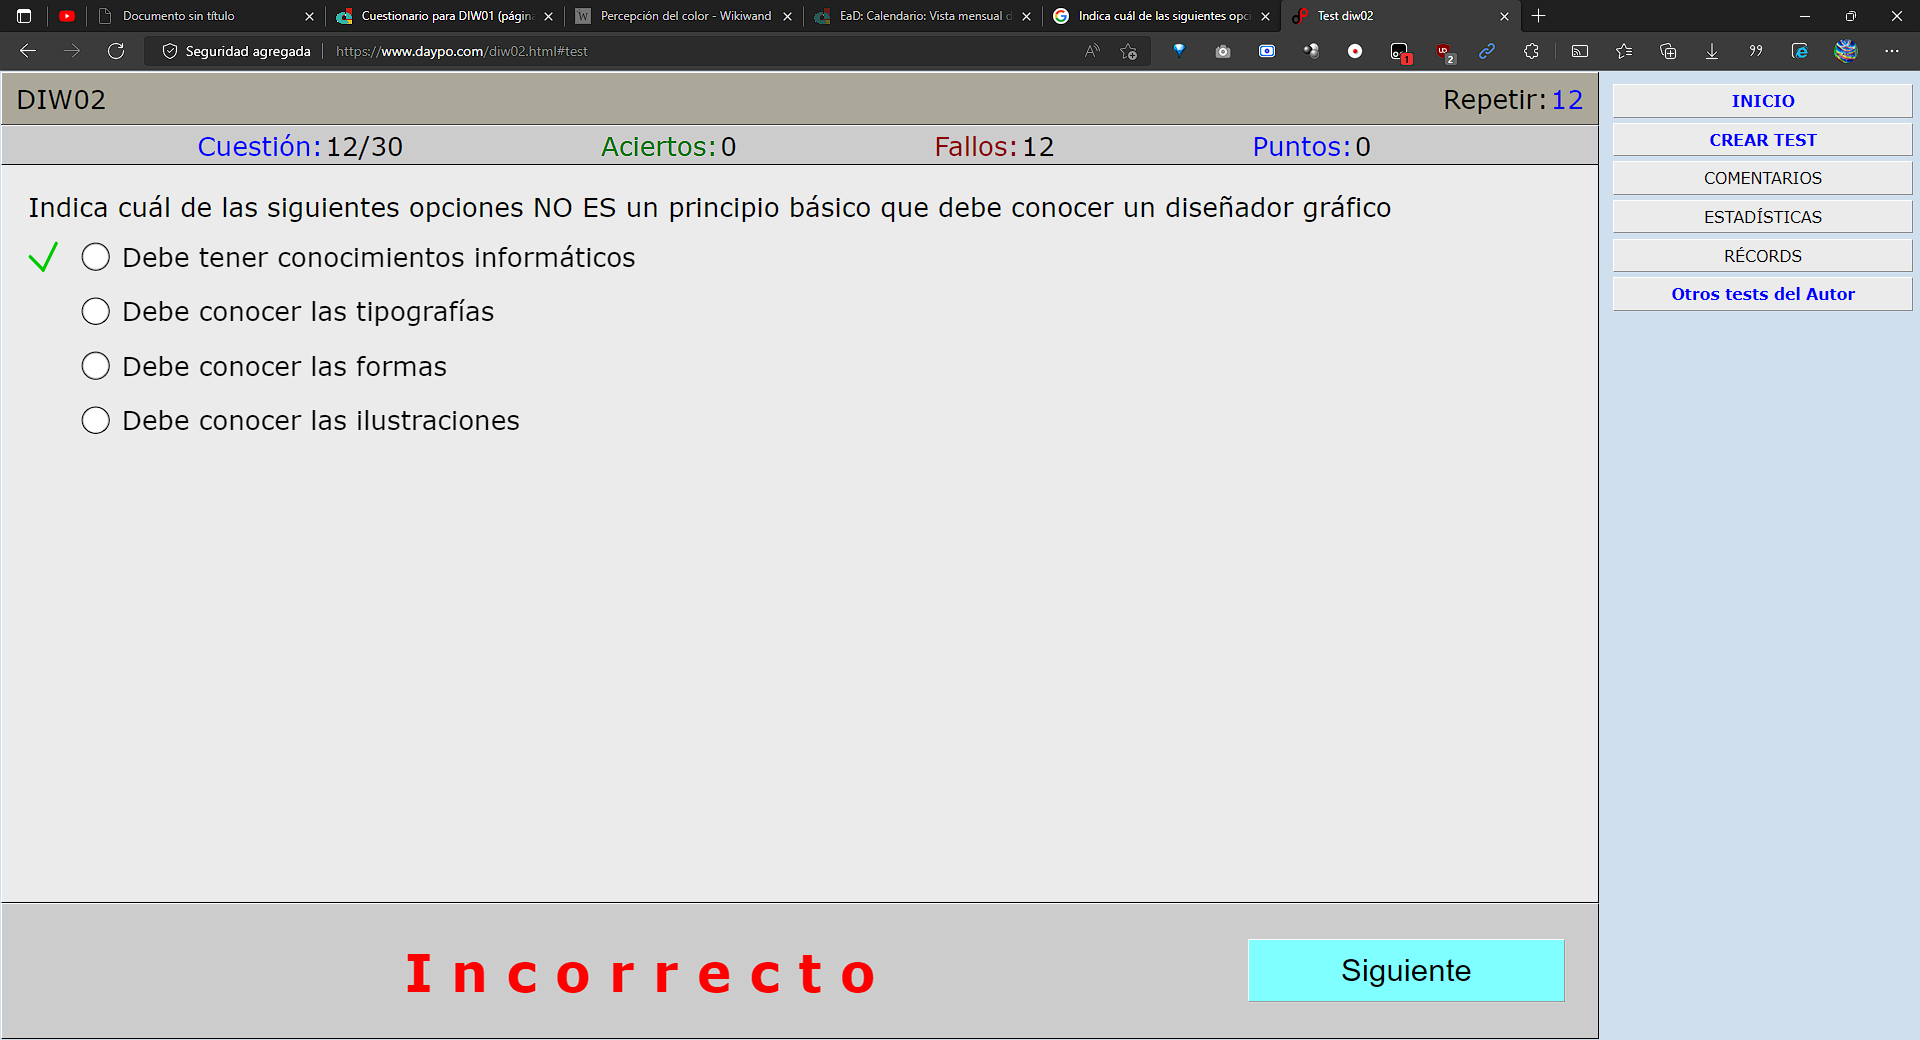 Documento sin título
Cuestionario para DIW01 (págin
Percepción del color - Wikiwand
EaD: Calendario: Vista mensual d
Indica cuál de las siguientes opc
Test diw02
Seguridad agregada
https://www.daypo.com/diw02.html#test
1
2
DIW02
Repetir: 12
Cuestión: 12/30
Aciertos: 0
Fallos: 12
Puntos: 0
Indica cuál de las siguientes opciones NO ES un principio básico que debe conocer un diseñador gráfico
Debe tener conocimientos informáticos
Debe conocer las tipografías
Debe conocer las formas
Debe conocer las ilustraciones
Incorrecto
Siguiente
INICIO
CREAR TEST
COMENTARIOS
ESTADÍSTICAS
RÉCORDS
Otros tests del Autor